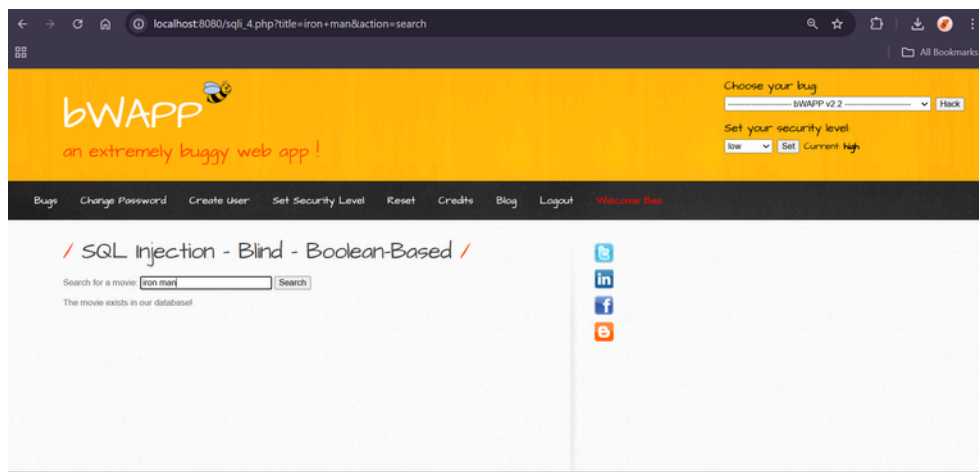 localhost:8080/sqli_4.php?title=iron+man&action=search
All Bookmarks
bWAPP
an extremely buggy web app !
Choose your bug:
---------------------- bWAPP v2.2 ----------------------
Hack
Set your security level:
low Set Current: high
Bugs Change Password Create User Set Security Level Reset Credits Blog Logout Welcome Bee
/ SQL Injection - Blind - Boolean-Based /
Search for a movie: iron man Search
The movie exists in our database!